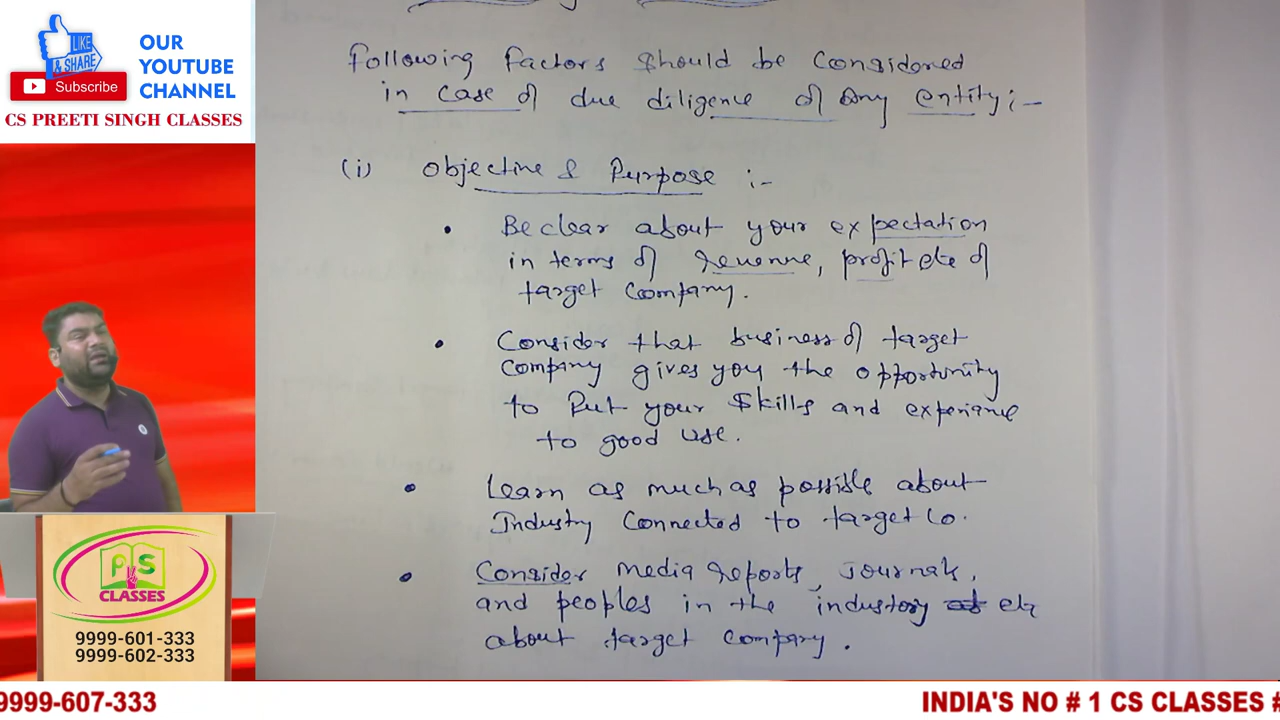 LIKE
& SHARE
Subscribe
OUR
YOUTUBE
CHANNEL
CS PREETI SINGH CLASSES
Following Factors Should be Considered
in case of due diligence of any entity :-
(i) Objective & Purpose :-
• Be clear about your expectation
in terms of revenue, profit etc of
target company.
• Consider that business of target
company gives you the opportunity
to Put your Skills and experience
to good use.
• Learn as much as possible about
Industry Connected to target Co.
• Consider media reports, Journals,
and peoples in the industry etc
about target company.
PS
CLASSES
9999-601-333
9999-602-333
9999-607-333
INDIA'S NO # 1 CS CLASSES #